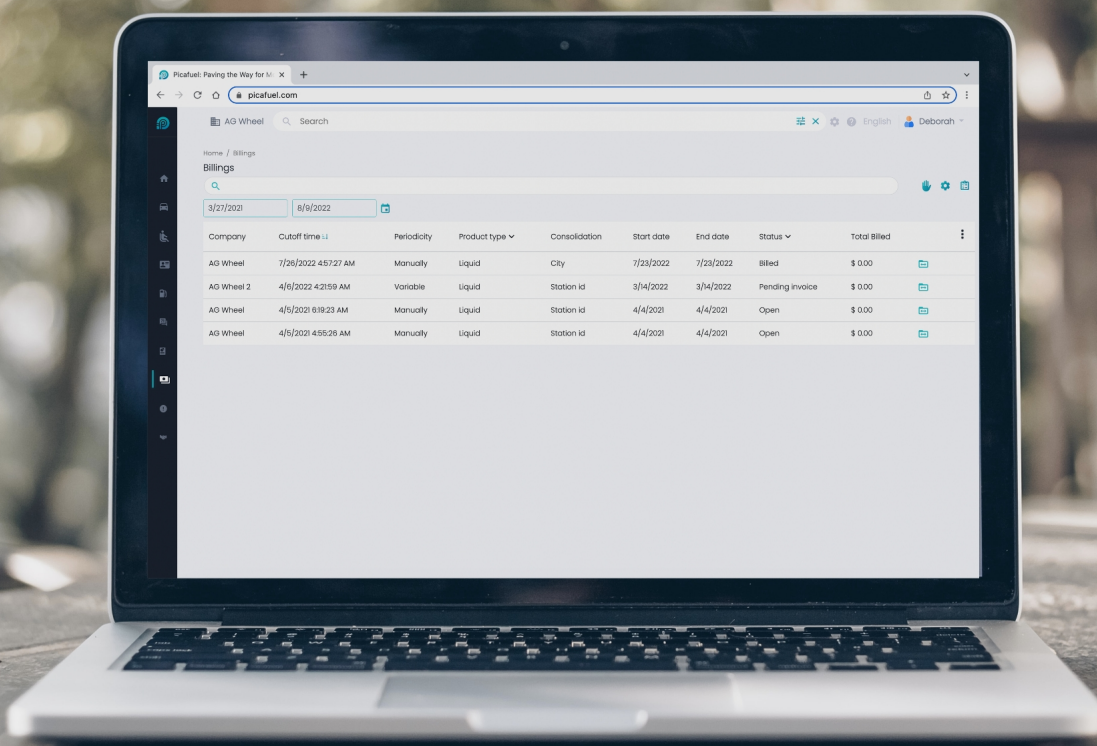 Picafuel: Paving the Way for M
picafuel.com
AG Wheel Search English Deborah
Home / Billings
Billings
3/27/2021 8/9/2022
Company Cutoff time Periodicity Product type Consolidation Start date End date Status Total Billed
AG Wheel 7/26/2022 4:57:27 AM Manually Liquid City 7/23/2022 7/23/2022 Billed $ 0.00
AG Wheel 2 4/6/2022 4:21:59 AM Variable Liquid Station id 3/14/2022 3/14/2022 Pending invoice $ 0.00
AG Wheel 4/5/2021 6:19:23 AM Manually Liquid Station id 4/4/2021 4/4/2021 Open $ 0.00
AG Wheel 4/5/2021 4:55:26 AM Manually Liquid Station id 4/4/2021 4/4/2021 Open $ 0.00